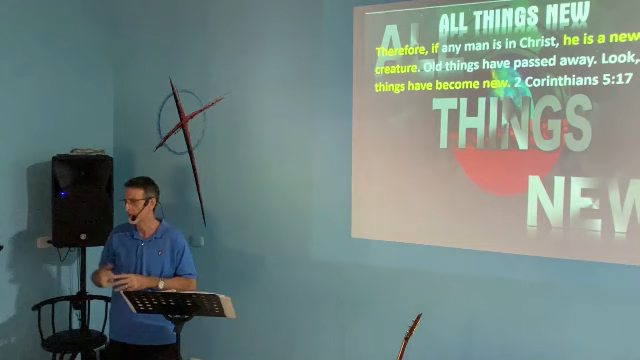 ALL THINGS NEW
Therefore, if any man is in Christ, he is a new
creature. Old things have passed away. Look,
things have become new. 2 Corinthians 5:17
ALL
THINGS
NEW